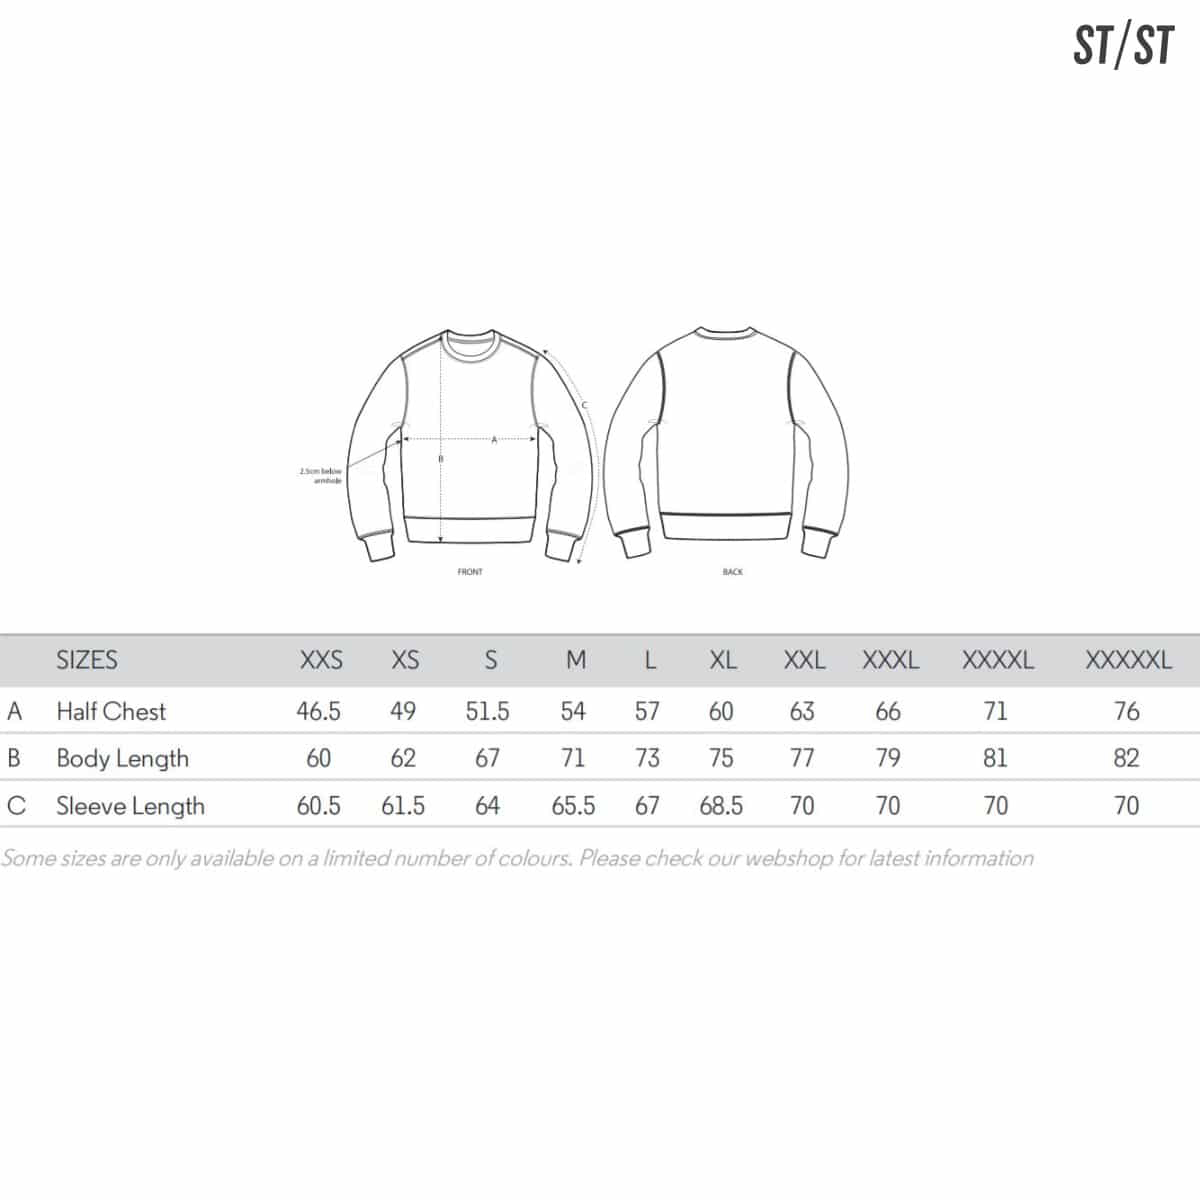 ST/ST
C
A
B
2.5cm below
armhole
FRONT BACK
SIZES XXS XS S M L XL XXL XXXL XXXXL XXXXXL
A Half Chest 46.5 49 51.5 54 57 60 63 66 71 76
B Body Length 60 62 67 71 73 75 77 79 81 82
C Sleeve Length 60.5 61.5 64 65.5 67 68.5 70 70 70 70
Some sizes are only available on a limited number of colours. Please check our webshop for latest information